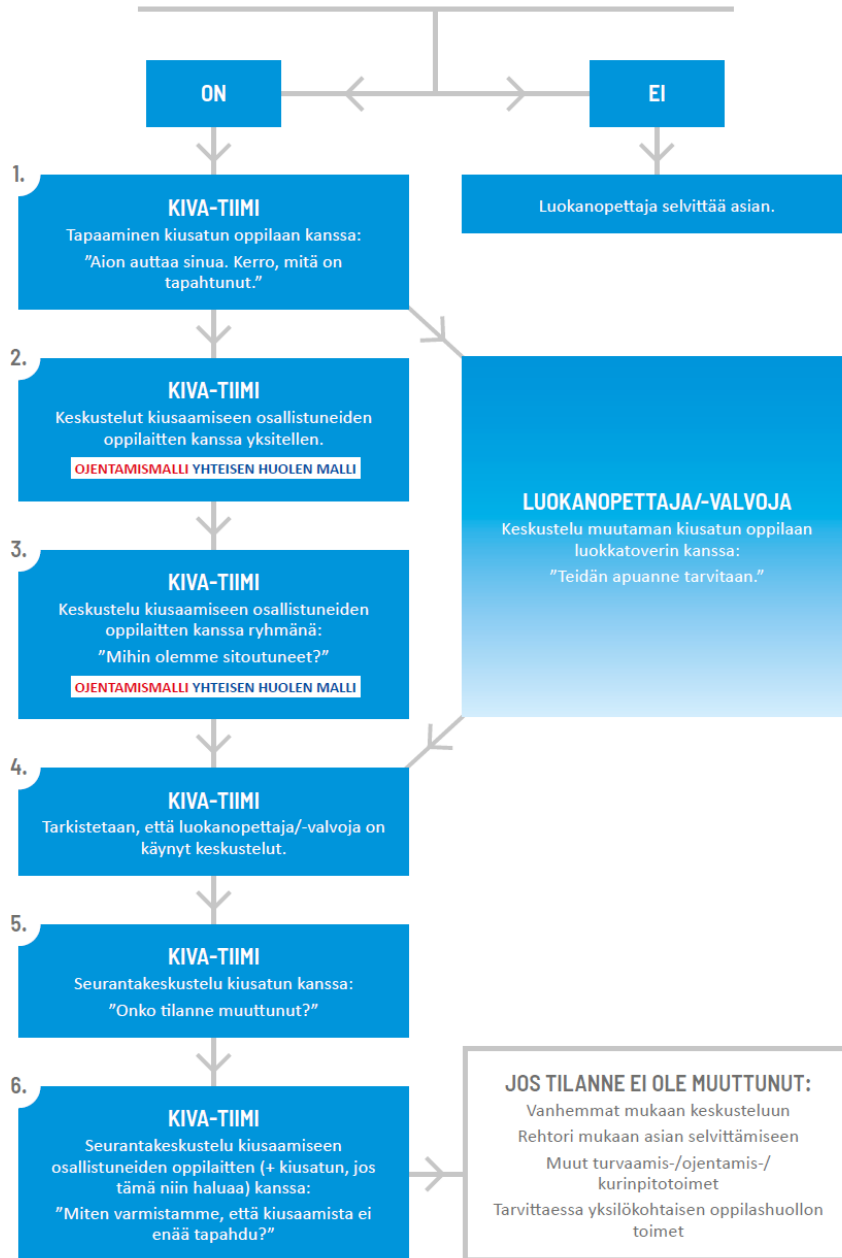 ON
EI
1.
KIVA-TIIMI
Tapaaminen kiusatun oppilaan kanssa:
”Aion auttaa sinua. Kerro, mitä on
tapahtunut.”
Luokanopettaja selvittää asian.
2.
KIVA-TIIMI
Keskustelut kiusaamiseen osallistuneiden
oppilaitten kanssa yksitellen.
OJENTAMISMALLI YHTEISEN HUOLEN MALLI
LUOKANOPETTAJA/-VALVOJA
Keskustelu muutaman kiusatun oppilaan
luokkatoverin kanssa:
”Teidän apuanne tarvitaan.”
3.
KIVA-TIIMI
Keskustelu kiusaamiseen osallistuneiden
oppilaitten kanssa ryhmänä:
”Mihin olemme sitoutuneet?”
OJENTAMISMALLI YHTEISEN HUOLEN MALLI
4.
KIVA-TIIMI
Tarkistetaan, että luokanopettaja/-valvoja on
käynyt keskustelut.
5.
KIVA-TIIMI
Seurantakeskustelu kiusatun kanssa:
”Onko tilanne muuttunut?”
6.
KIVA-TIIMI
Seurantakeskustelu kiusaamiseen
osallistuneiden oppilaitten (+ kiusatun, jos
tämä niin haluaa) kanssa:
”Miten varmistamme, että kiusaamista ei
enää tapahdu?”
JOS TILANNE EI OLE MUUTTUNUT:
Vanhemmat mukaan keskusteluun
Rehtori mukaan asian selvittämiseen
Muut turvaamis-/ojentamis-/
kurinpitotoimet
Tarvittaessa yksilökohtaisen oppilashuollon
toimet